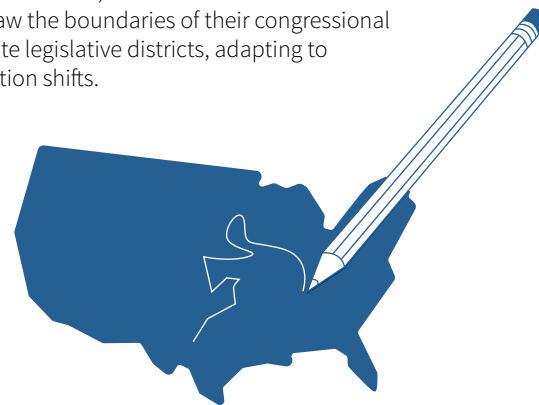 aw the boundaries of their congressional
te legislative districts, adapting to
tion shifts.